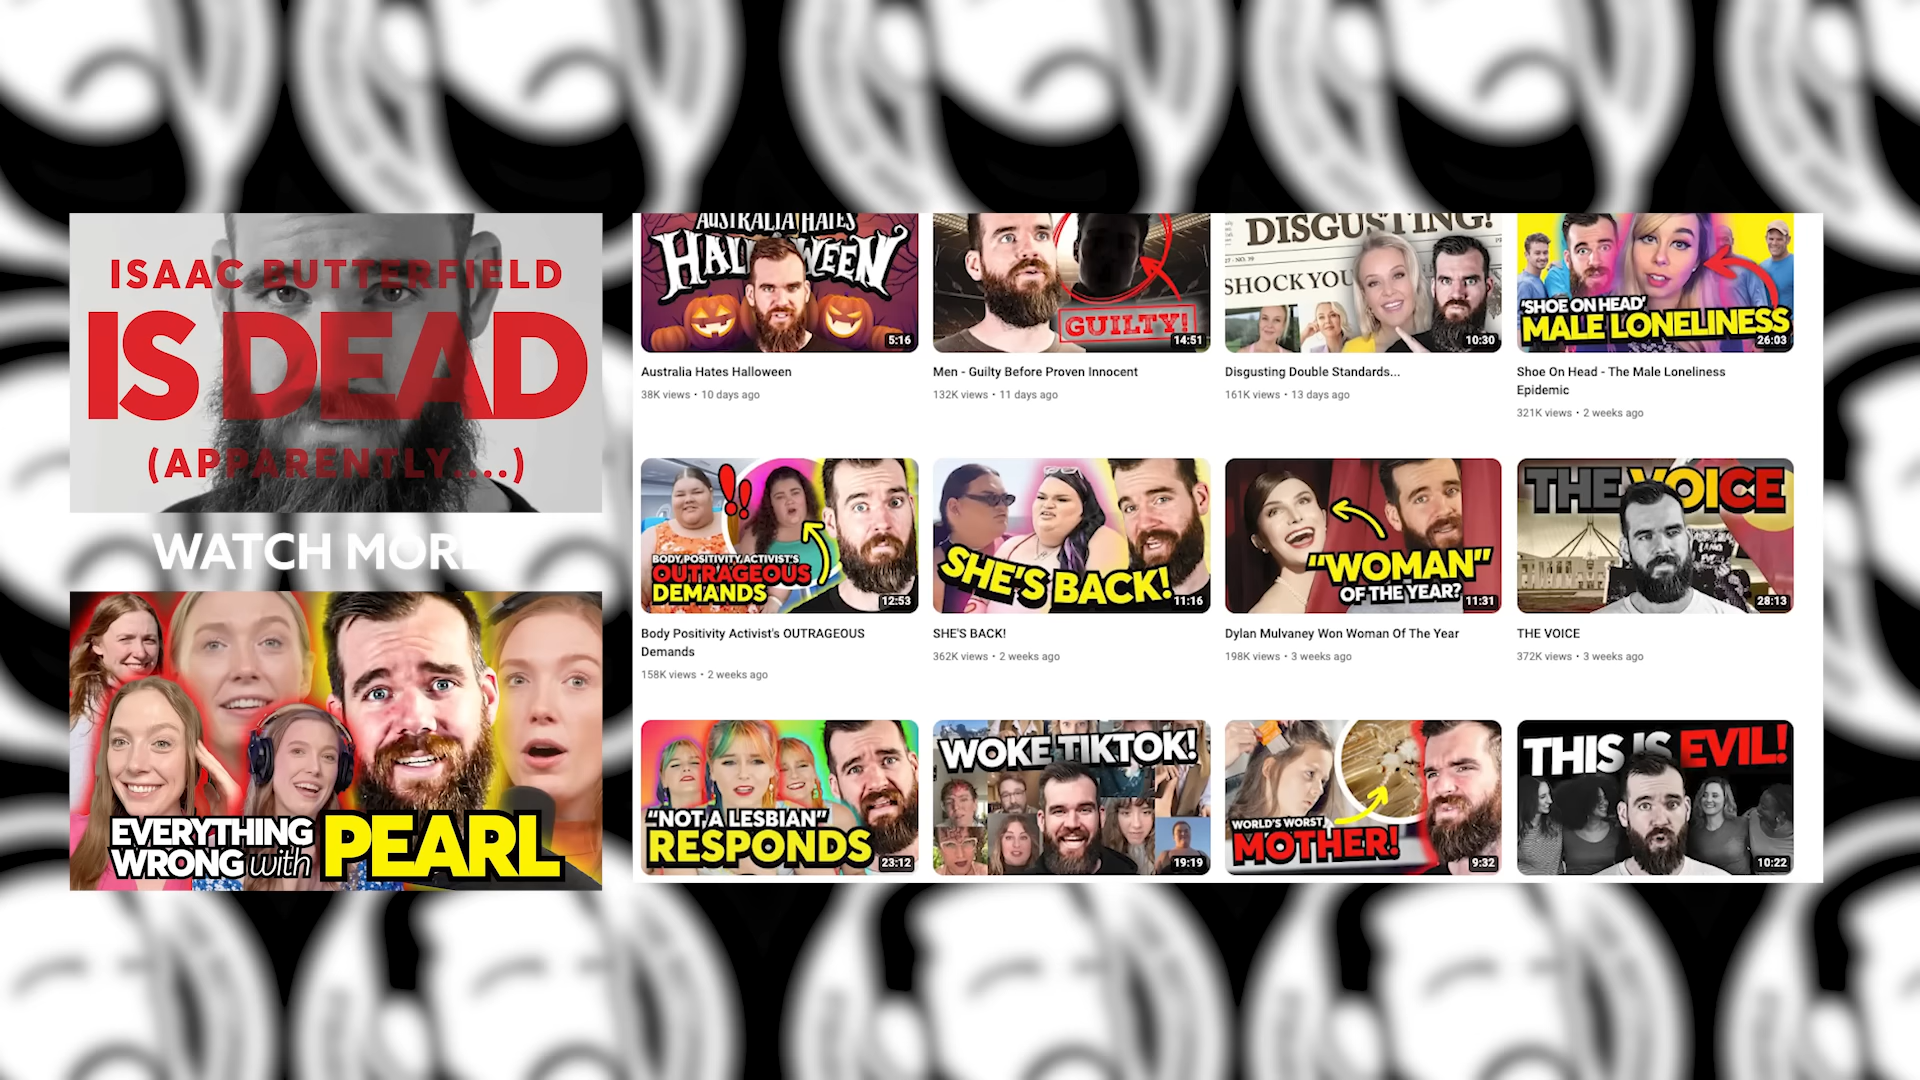 ISAAC BUTTERFIELD
IS DEAD
(APPARENTLY....)
WATCH MORE
EVERYTHING
WRONG with PEARL
AUSTRALIA HATES
HALLOWEEN
5:16
Australia Hates Halloween
38K views • 10 days ago
GUILTY!
14:51
Men - Guilty Before Proven Innocent
132K views • 11 days ago
DISGUSTING!
SHOCK YOU
10:30
Disgusting Double Standards...
161K views • 13 days ago
'SHOE ON HEAD'
MALE LONELINESS
26:03
Shoe On Head - The Male Loneliness
Epidemic
321K views • 2 weeks ago
BODY POSITIVITY ACTIVIST'S
OUTRAGEOUS
DEMANDS
12:53
Body Positivity Activist's OUTRAGEOUS
Demands
158K views • 2 weeks ago
SHE'S BACK!
11:16
SHE'S BACK!
362K views • 2 weeks ago
"WOMAN"
OF THE YEAR?
11:31
Dylan Mulvaney Won Woman Of The Year
198K views • 3 weeks ago
THE VOICE
28:13
THE VOICE
372K views • 3 weeks ago
"NOT A LESBIAN"
RESPONDS
23:12
WOKE TIKTOK!
19:19
WORLD'S WORST
MOTHER!
9:32
THIS IS EVIL!
10:22